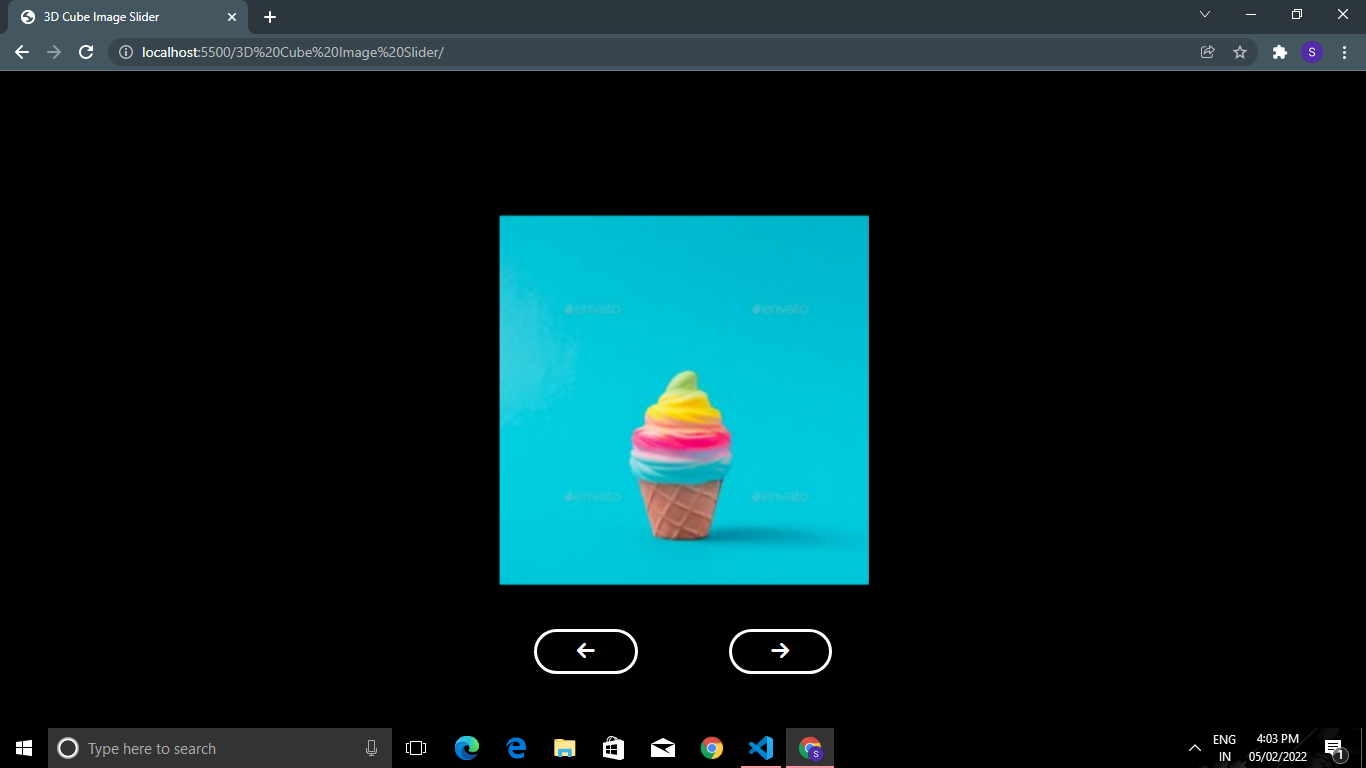 3D Cube Image Slider
localhost:5500/3D%20Cube%20Image%20Slider/
S
envato envato
envato envato
Type here to search
S
ENG
IN
4:03 PM
05/02/2022
1